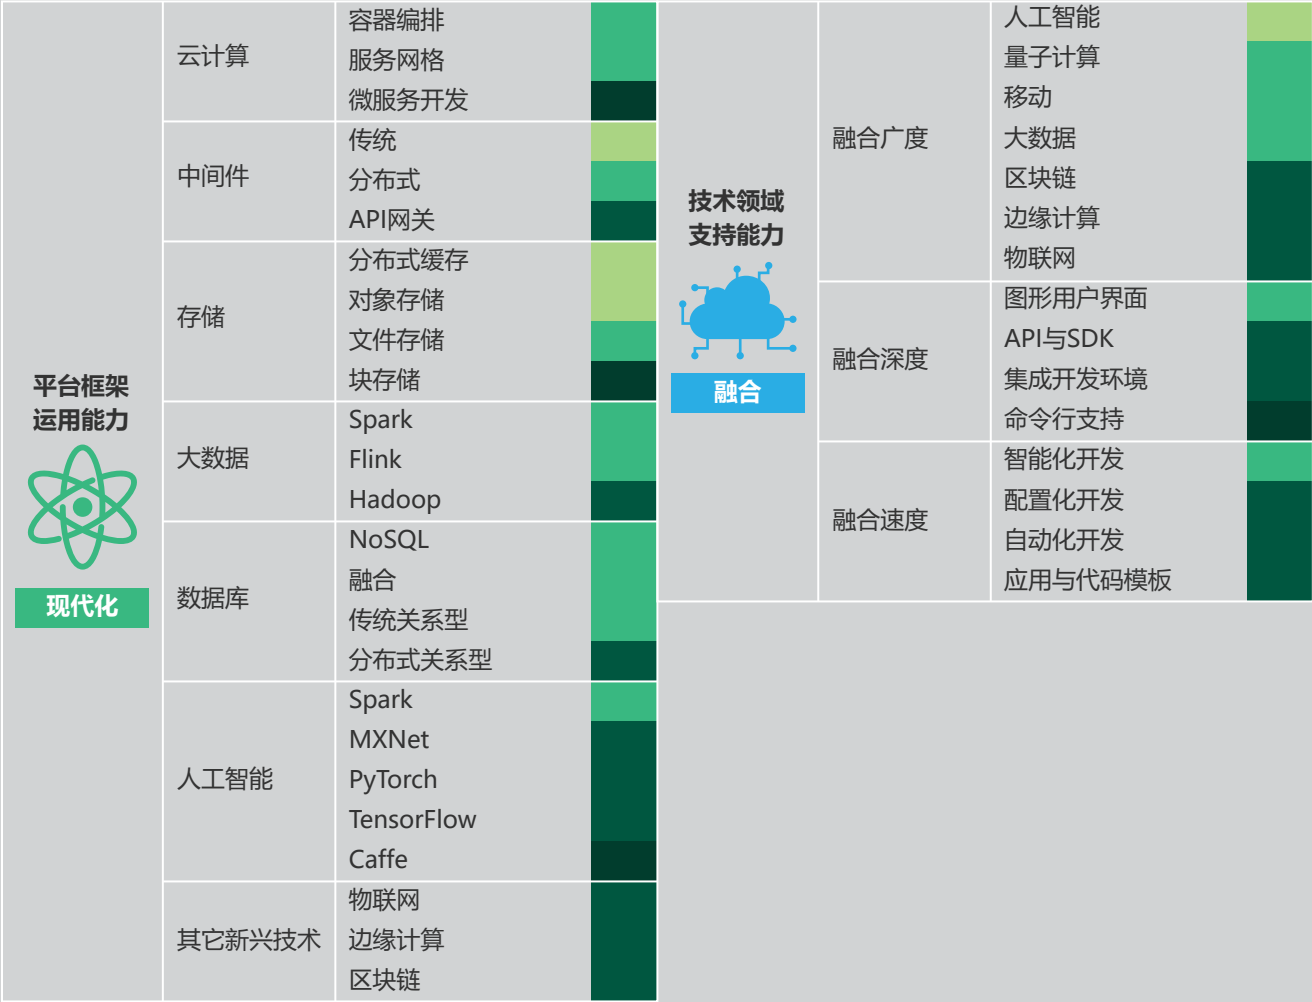 平台框架
运用能力
现代化
云计算
容器编排
服务网格
微服务开发
中间件
传统
分布式
API网关
存储
分布式缓存
对象存储
文件存储
块存储
大数据
Spark
Flink
Hadoop
数据库
NoSQL
融合
传统关系型
分布式关系型
人工智能
Spark
MXNet
PyTorch
TensorFlow
Caffe
其它新兴技术
物联网
边缘计算
区块链
技术领域
支持能力
融合
融合广度
人工智能
量子计算
移动
大数据
区块链
边缘计算
物联网
融合深度
图形用户界面
API与SDK
集成开发环境
命令行支持
融合速度
智能化开发
配置化开发
自动化开发
应用与代码模板